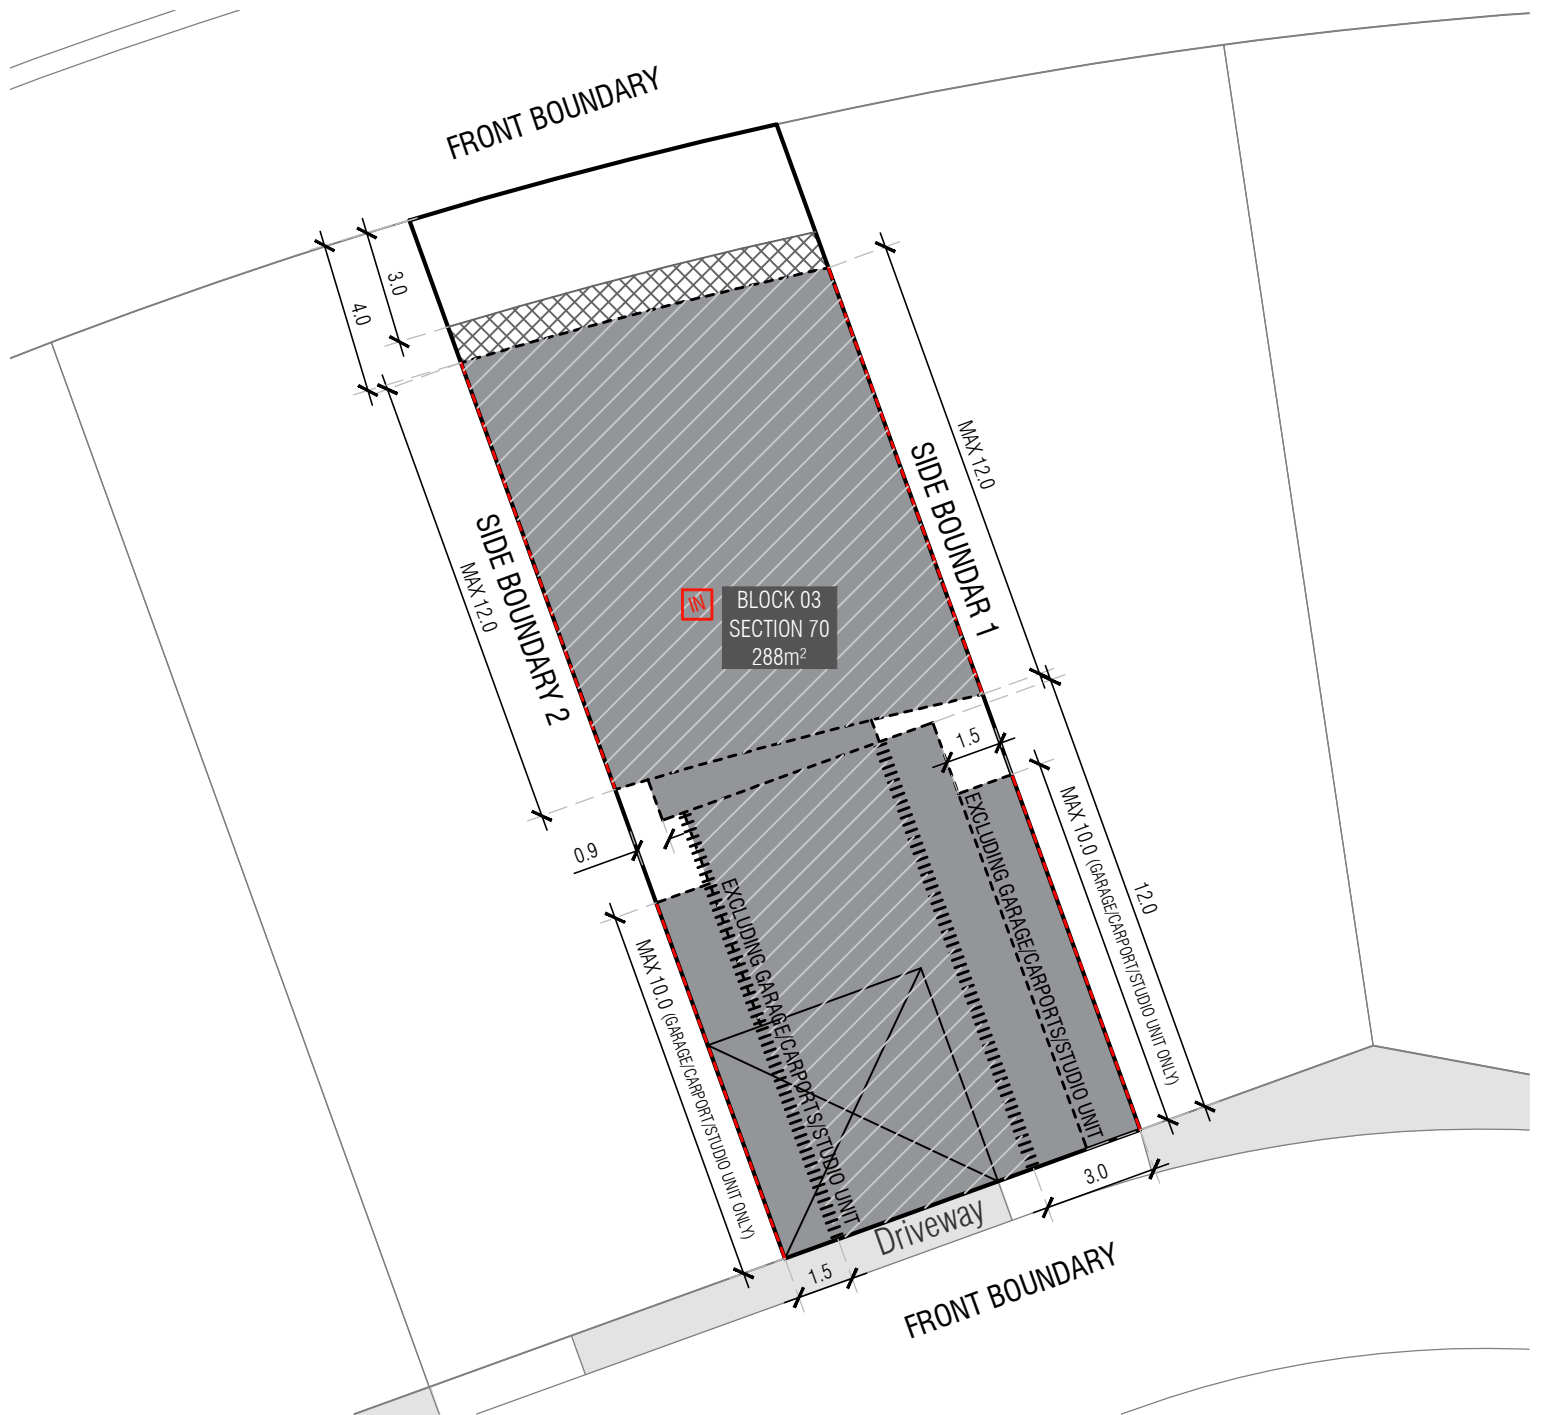 FRONT BOUNDARY
3.0
4.0
MAX 12.0
SIDE BOUNDAR 1
SIDE BOUNDARY 2
MAX 12.0
IN
BLOCK 03
SECTION 70
288m²
1.5
0.9
MAX 10.0 (GARAGE/CARPORT/STUDIO UNIT ONLY)
12.0
EXCLUDING GARAGE/CARPORTS/STUDIO UNIT
EXCLUDING GARAGE/CARPORTS/STUDIO UNIT
MAX 10.0 (GARAGE/CARPORT/STUDIO UNIT ONLY)
3.0
Driveway
1.5
FRONT BOUNDARY